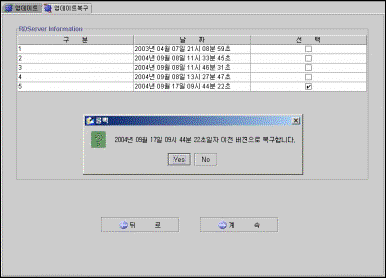 업데이트 업데이트복구
RDServer Information
구 분 날 짜 선 택
1 2003년 04월 07일 21시 08분 59초
2 2004년 09월 08일 11시 33분 45초
3 2004년 09월 08일 11시 46분 31초
4 2004년 09월 08일 13시 27분 47초
5 2004년 09월 17일 09시 44분 22초
롤백
2004년 09월 17일 09시 44분 22초일자 이전 버전으로 복구합니다.
Yes No
뒤 로 계 속